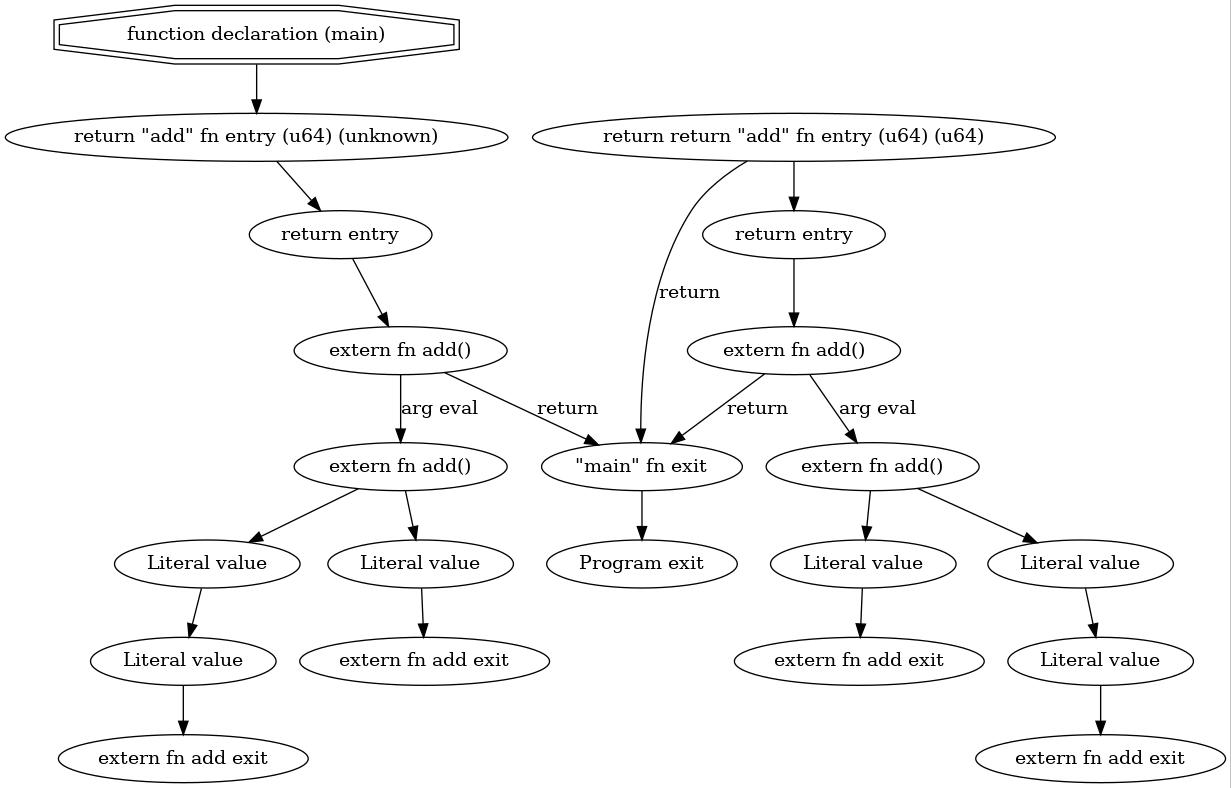 function declaration (main)
return "add" fn entry (u64) (unknown)
return return "add" fn entry (u64) (u64)
return entry
return entry
return
extern fn add()
extern fn add()
arg eval
return
return
arg eval
extern fn add()
"main" fn exit
extern fn add()
Literal value
Literal value
Program exit
Literal value
Literal value
Literal value
extern fn add exit
extern fn add exit
Literal value
extern fn add exit
extern fn add exit